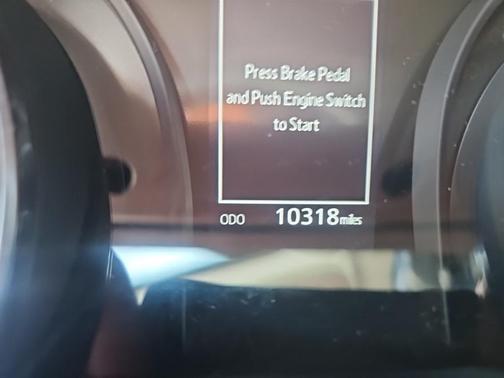 Press Brake Pedal
and Push Engine Switch
to Start
ODO 10318 miles